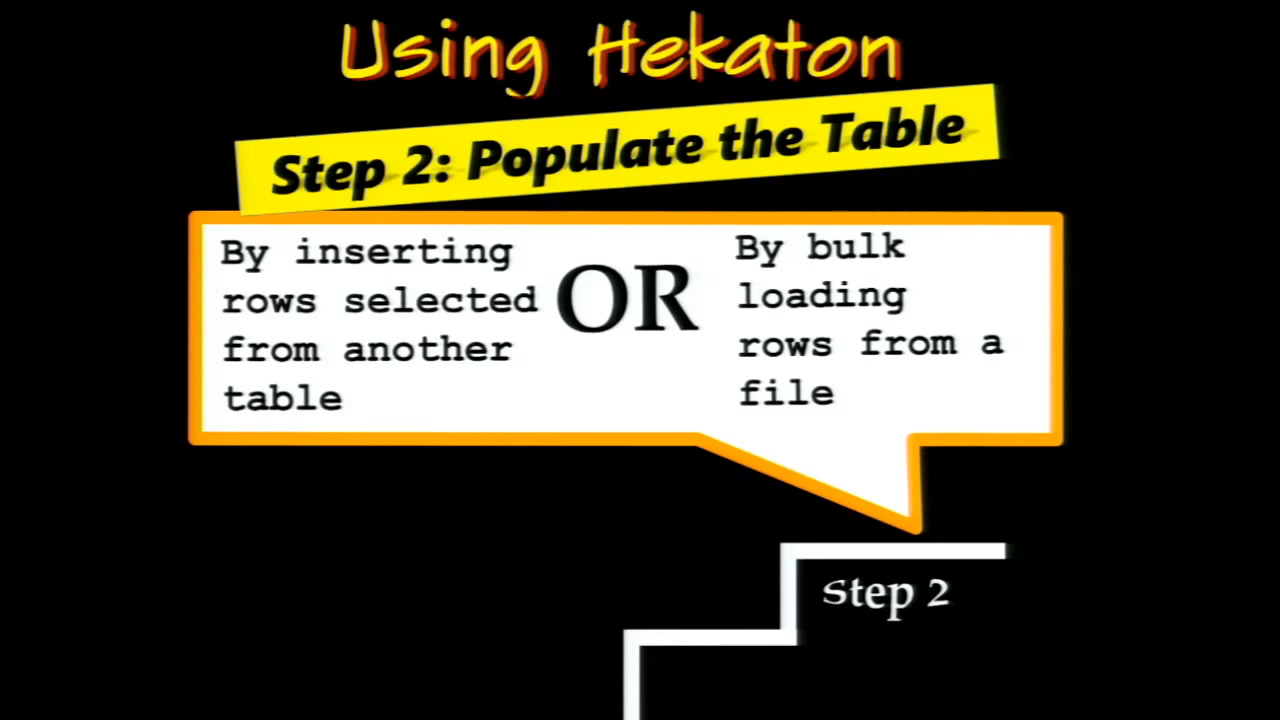 Using Hekaton
Step 2: Populate the Table
By inserting
rows selected
from another
table
OR
By bulk
loading
rows from a
file
Step 2